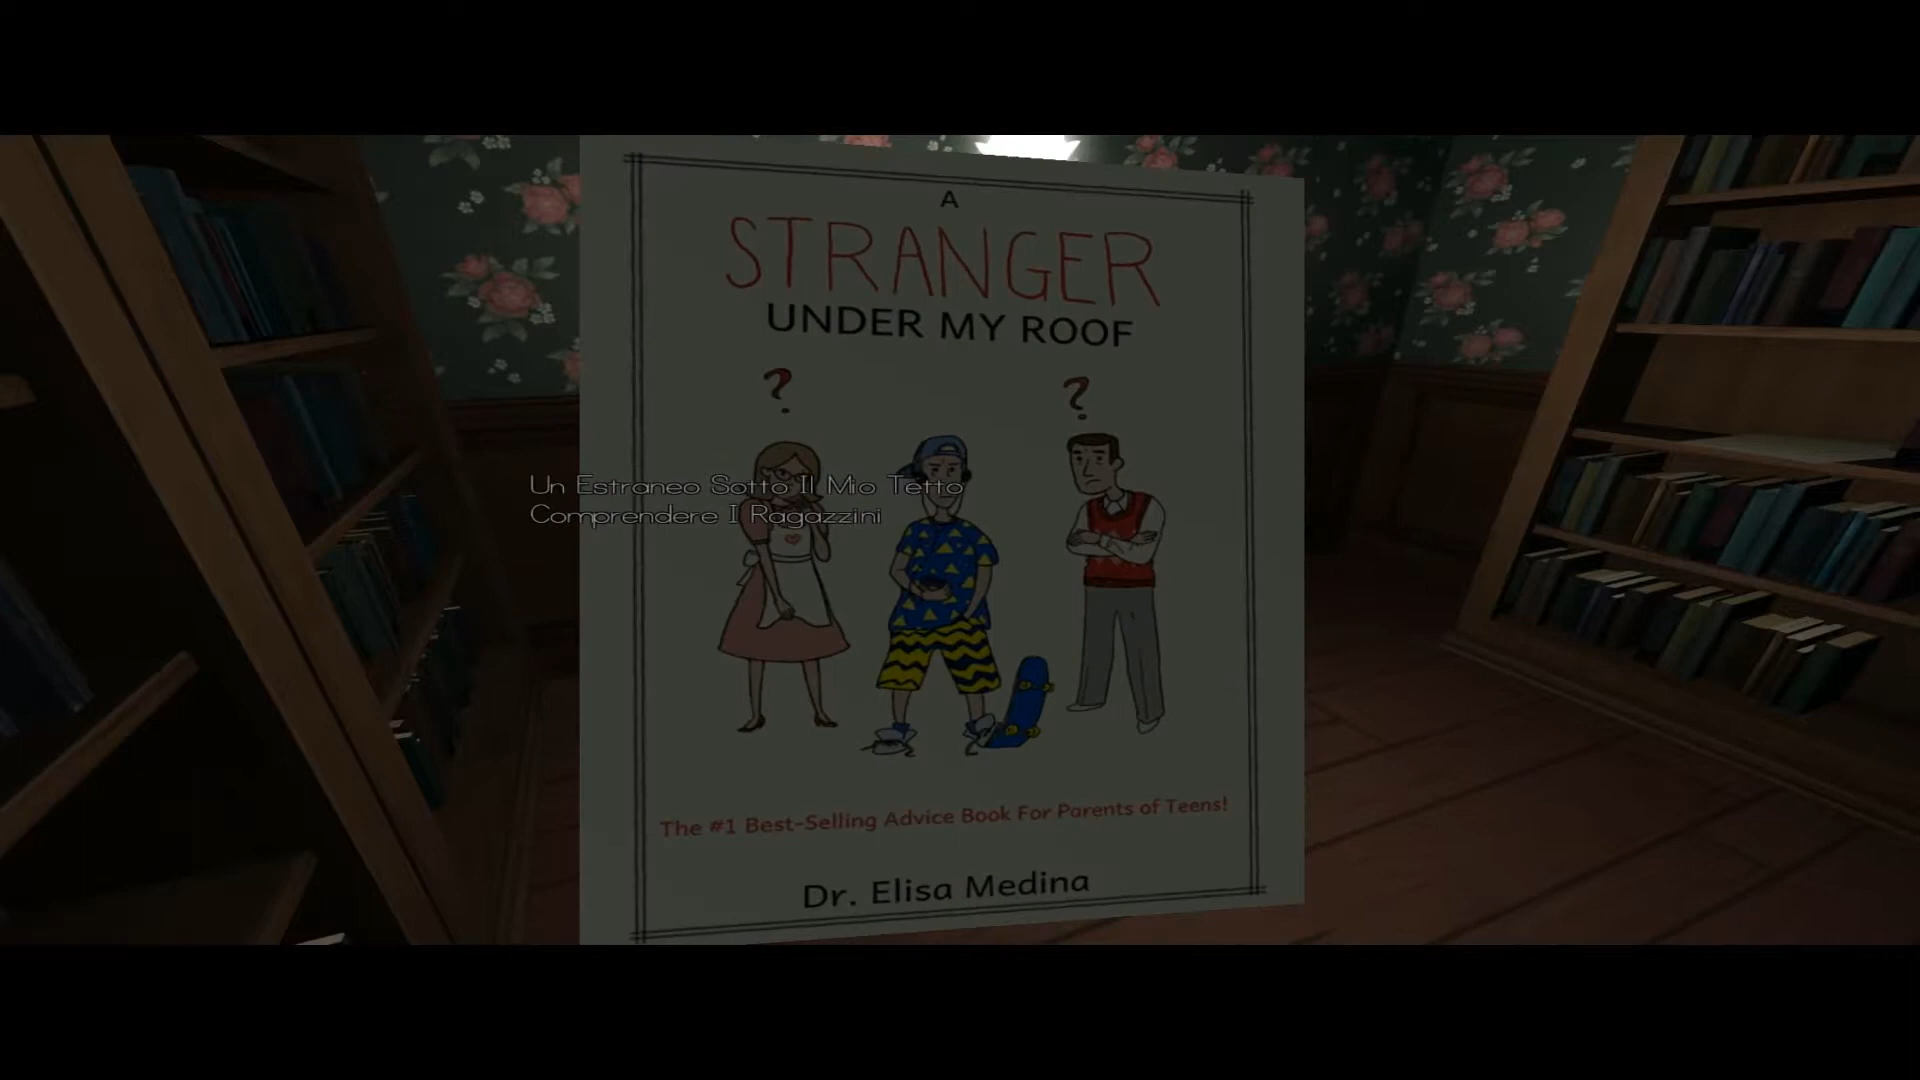 A
STRANGER
UNDER MY ROOF
?
?
Un Estraneo Sotto Il Mio Tetto
Comprendere I Ragazzini
The #1 Best-Selling Advice Book For Parents of Teens!
Dr. Elisa Medina